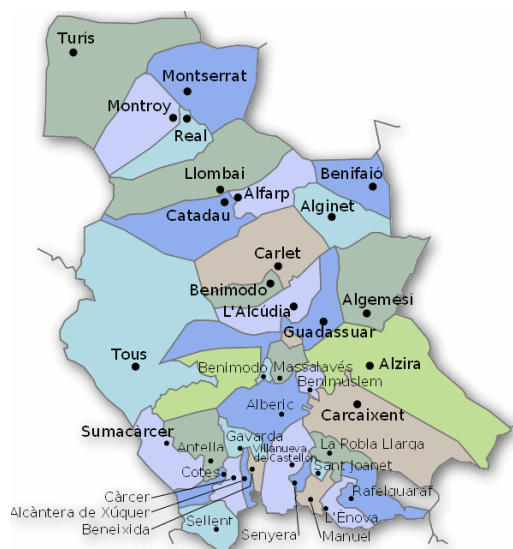 Turís
Montserrat
Montroy
Real
Llombai
Benifaió
Alfarp
Catadau
Alginet
Carlet
Benimodo
L'Alcúdia
Algemesi
Guadassuar
Tous
Benimodo
Massalavés
Alzira
Benimuslem
Alberic
Carcaixent
Sumacàrcer
Antella
Gavarda
Villanueva
de Castellón
La Robla Llarga
Cotes
Sant Joanet
Càrcer
Rafelguaraf
Alcàntera de Xúquer
Beneixida
Sellent
L'Ènova
Senyera
Manuel